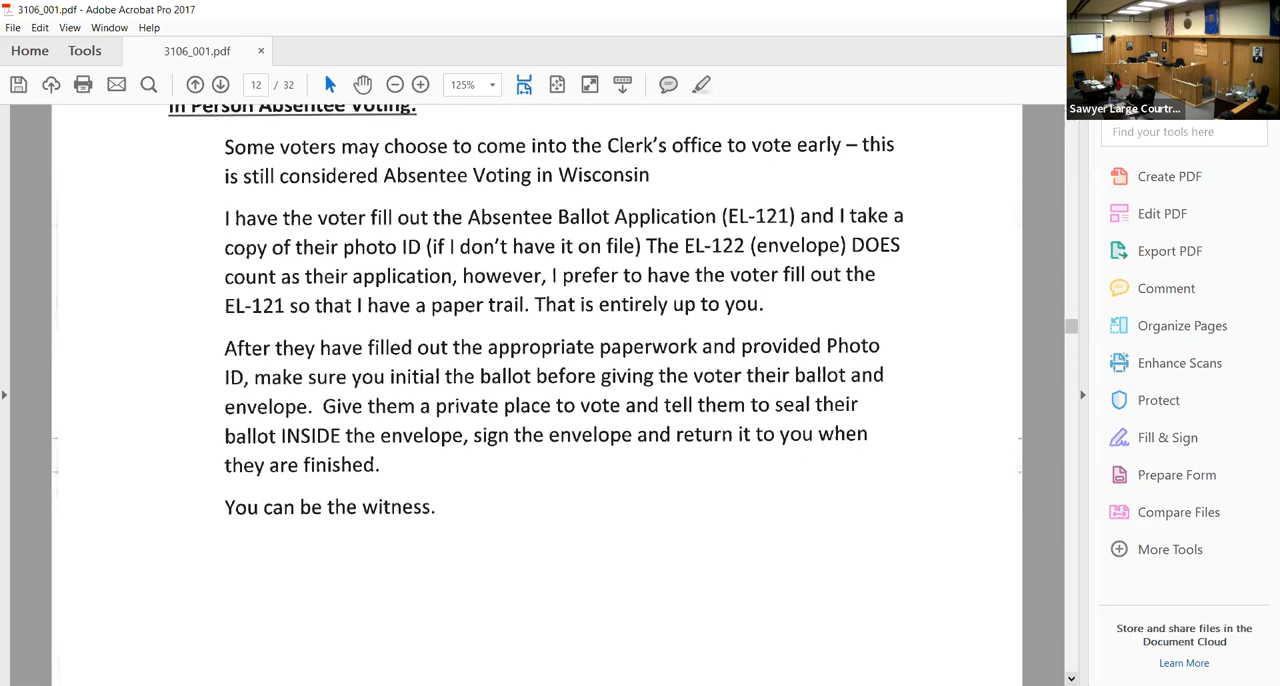 3106_001.pdf - Adobe Acrobat Pro 2017
File Edit View Window Help
Home Tools 3106_001.pdf ×
12 / 32 125%
In Person Absentee Voting:
Some voters may choose to come into the Clerk's office to vote early – this
is still considered Absentee Voting in Wisconsin
I have the voter fill out the Absentee Ballot Application (EL-121) and I take a
copy of their photo ID (if I don't have it on file) The EL-122 (envelope) DOES
count as their application, however, I prefer to have the voter fill out the
EL-121 so that I have a paper trail. That is entirely up to you.
After they have filled out the appropriate paperwork and provided Photo
ID, make sure you initial the ballot before giving the voter their ballot and
envelope. Give them a private place to vote and tell them to seal their
ballot INSIDE the envelope, sign the envelope and return it to you when
they are finished.
You can be the witness.
Sawyer Large Courtr...
Find your tools here
Create PDF
Edit PDF
Export PDF
Comment
Organize Pages
Enhance Scans
Protect
Fill & Sign
Prepare Form
Compare Files
More Tools
Store and share files in the
Document Cloud
Learn More